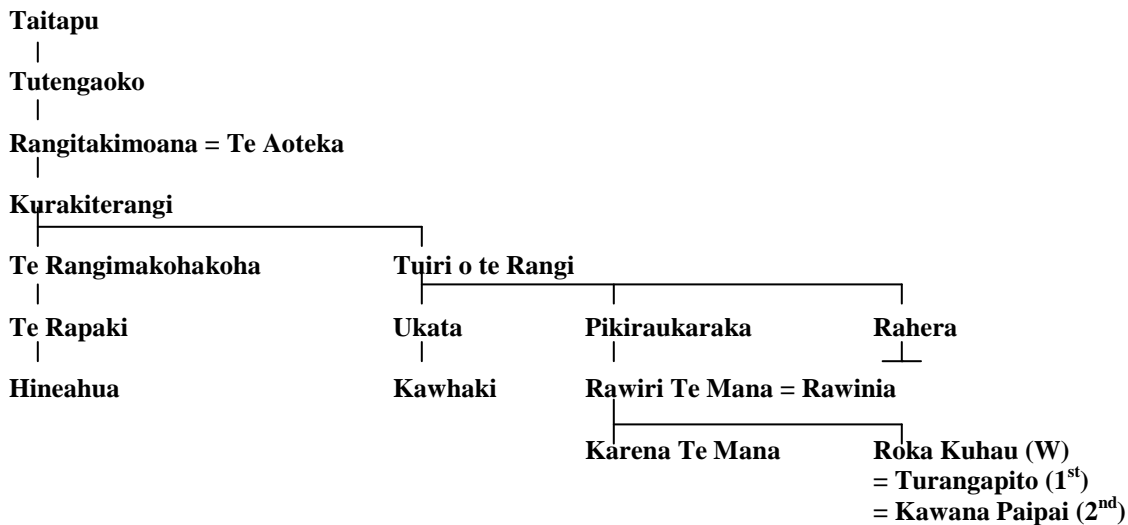 Taitapu
Tutengaoko
Rangitakimoana = Te Aoteka
Kurakiterangi
Te Rangimakohakoha Tuiri o te Rangi
Te Rapaki Ukata Pikiraukaraka Rahera
Hineahua Kawhaki Rawiri Te Mana = Rawinia
Karena Te Mana Roka Kuhau (W)
= Turangapito (1st)
= Kawana Paipai (2nd)